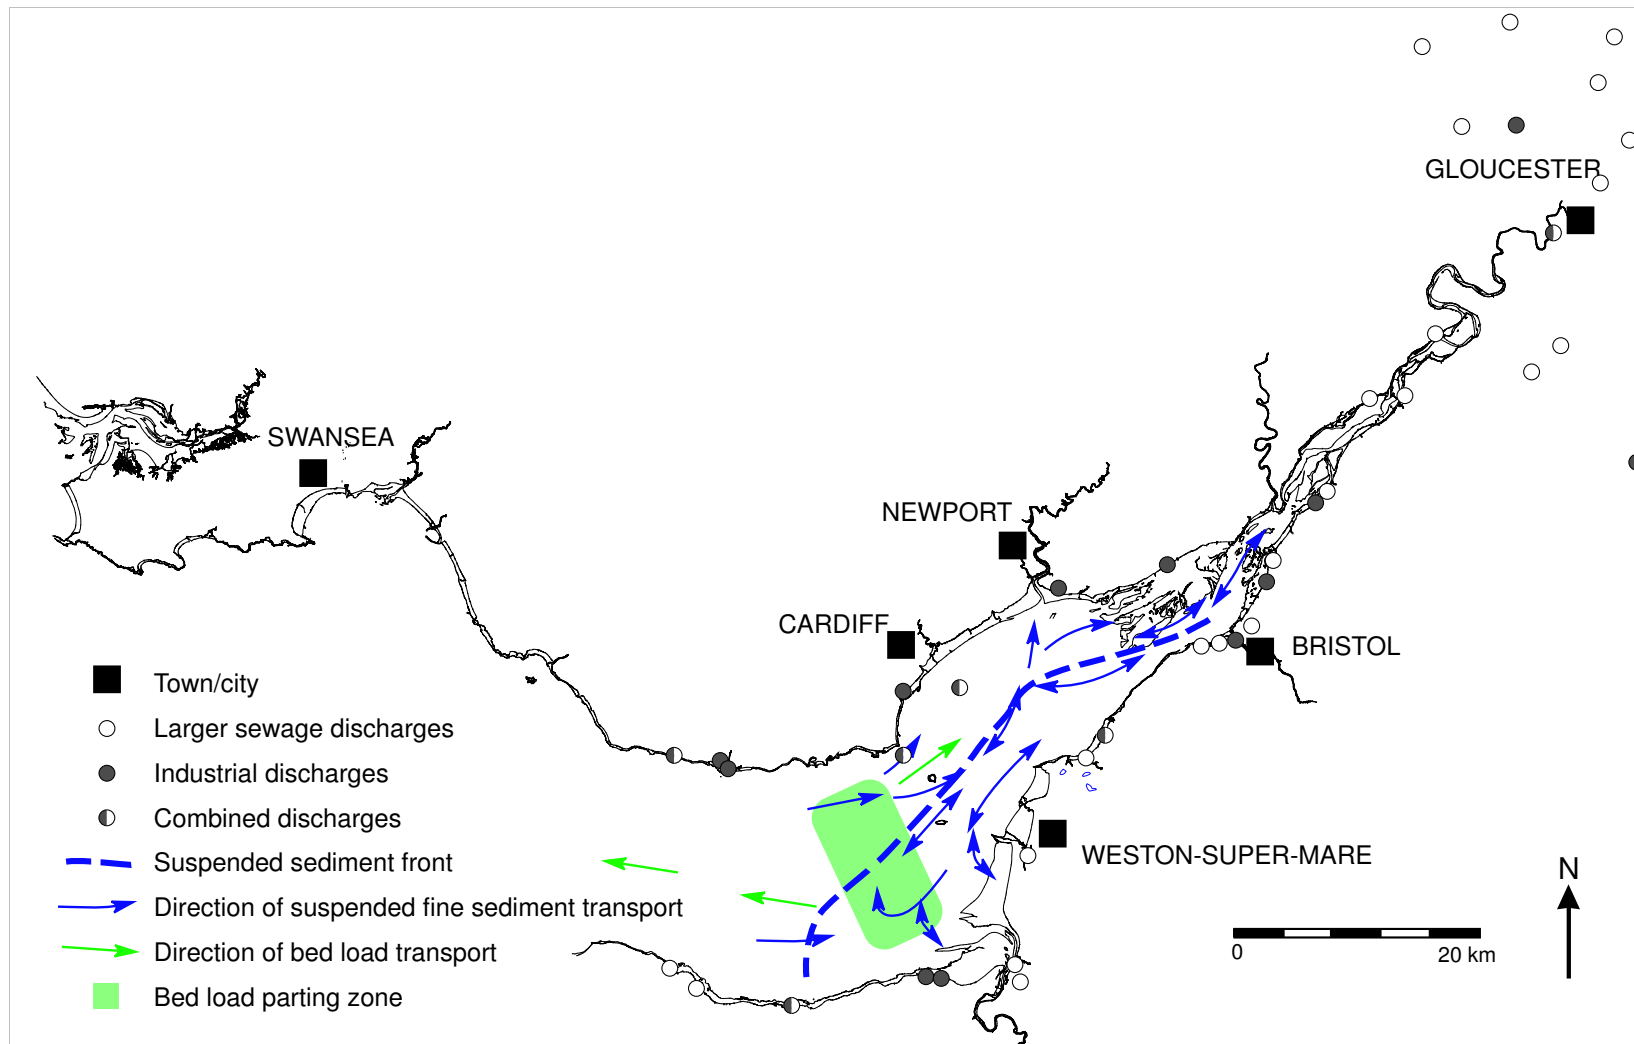 GLOUCESTER
SWANSEA
NEWPORT
CARDIFF
BRISTOL
WESTON-SUPER-MARE
Town/city
Larger sewage discharges
Industrial discharges
Combined discharges
Suspended sediment front
Direction of suspended fine sediment transport
Direction of bed load transport
Bed load parting zone
N
0 20 km